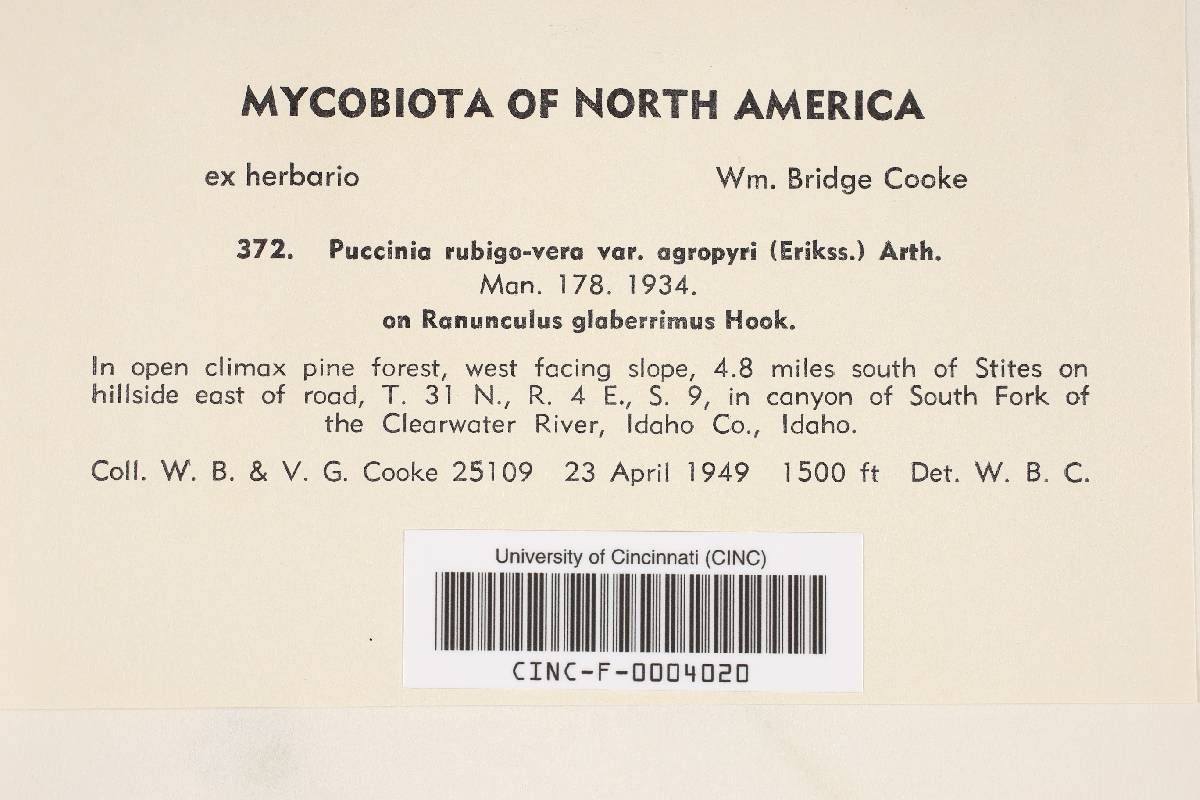 MYCOBIOTA OF NORTH AMERICA
ex herbario Wm. Bridge Cooke
372. Puccinia rubigo-vera var. agropyri (Erikss.) Arth.
Man. 178. 1934.
on Ranunculus glaberrimus Hook.
In open climax pine forest, west facing slope, 4.8 miles south of Stites on
hillside east of road, T. 31 N., R. 4 E., S. 9, in canyon of South Fork of
the Clearwater River, Idaho Co., Idaho.
Coll. W. B. & V. G. Cooke 25109 23 April 1949 1500 ft Det. W. B. C.
University of Cincinnati (CINC)
CINC-F-0004020